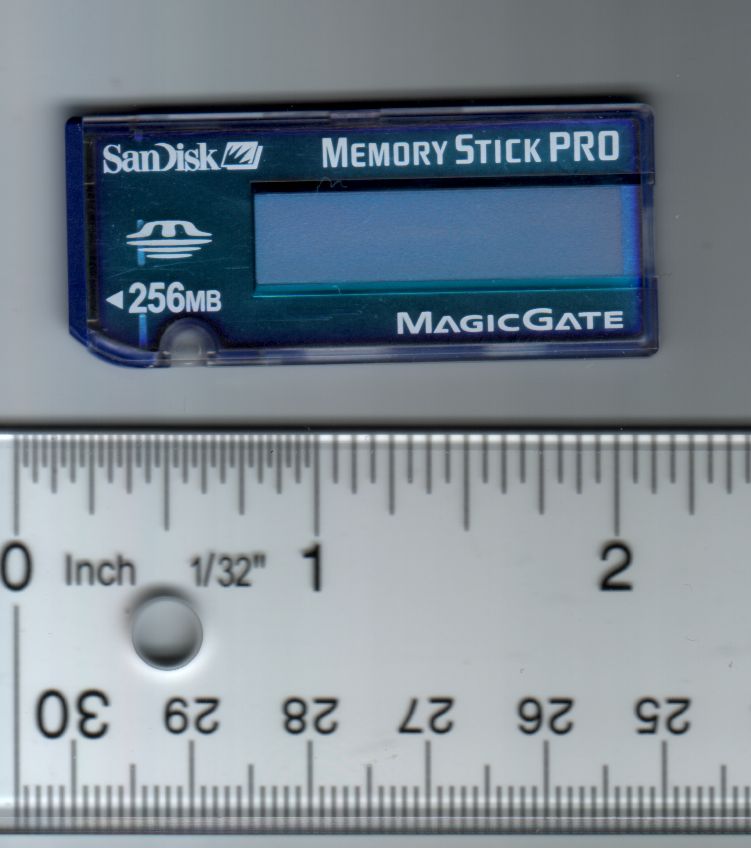 SanDisk MEMORY STICK PRO
◄256MB
MAGICGATE
0 Inch 1/32" 1 2
30 29 28 27 26 25